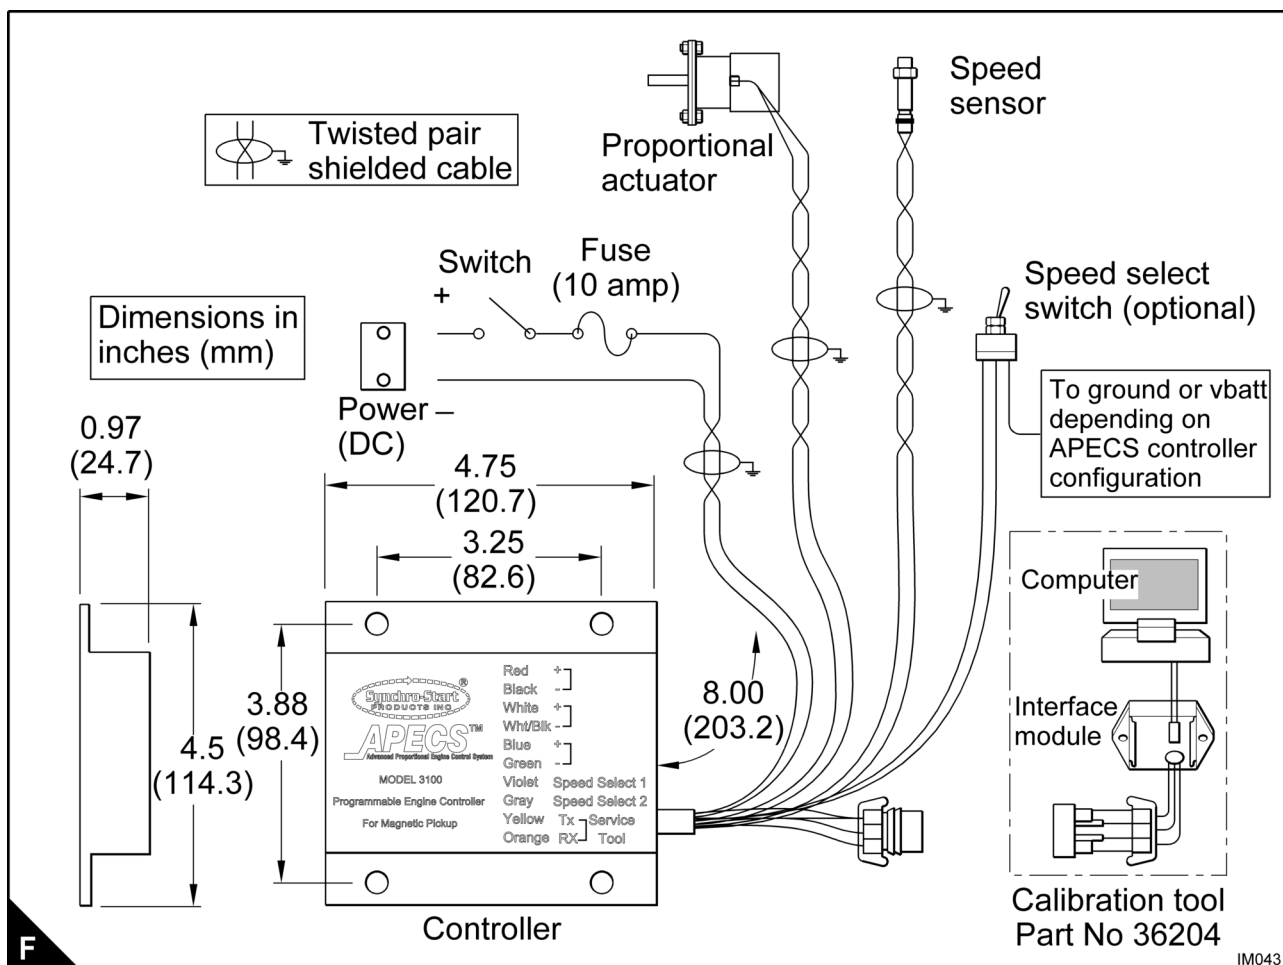 Twisted pair
shielded cable
Proportional
actuator
Speed
sensor
Switch
Fuse
(10 amp)
+
Speed select
switch (optional)
Dimensions in
inches (mm)
Power –
(DC)
To ground or vbatt
depending on
APECS controller
configuration
0.97
(24.7)
4.75
(120.7)
3.25
(82.6)
Computer
Interface
module
8.00
(203.2)
3.88
(98.4)
4.5
(114.3)
Synchro-Start®
PRODUCTS INC
APECS™
Advanced Proportional Engine Control System
MODEL 3100
Programmable Engine Controller
For Magnetic Pickup
Red +
Black -
White +
Wht/Blk -
Blue +
Green -
Violet Speed Select 1
Gray Speed Select 2
Yellow Tx Service
Orange RX Tool
Controller
Calibration tool
Part No 36204
F
IM043